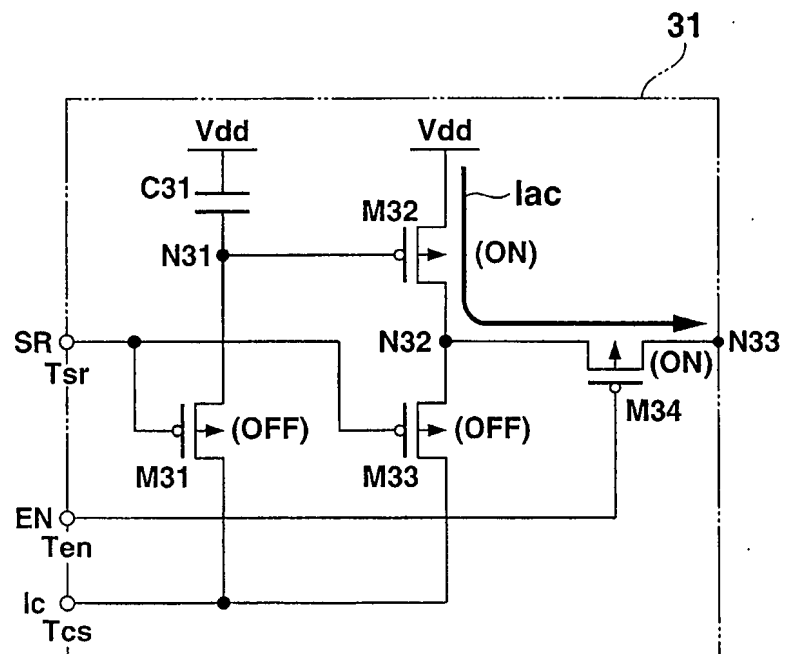 31
Vdd
Vdd
C31
Iac
M32
N31
(ON)
SR
N32
N33
Tsr
(ON)
(OFF)
(OFF)
M34
M31
M33
EN
Ten
Ic
Tcs